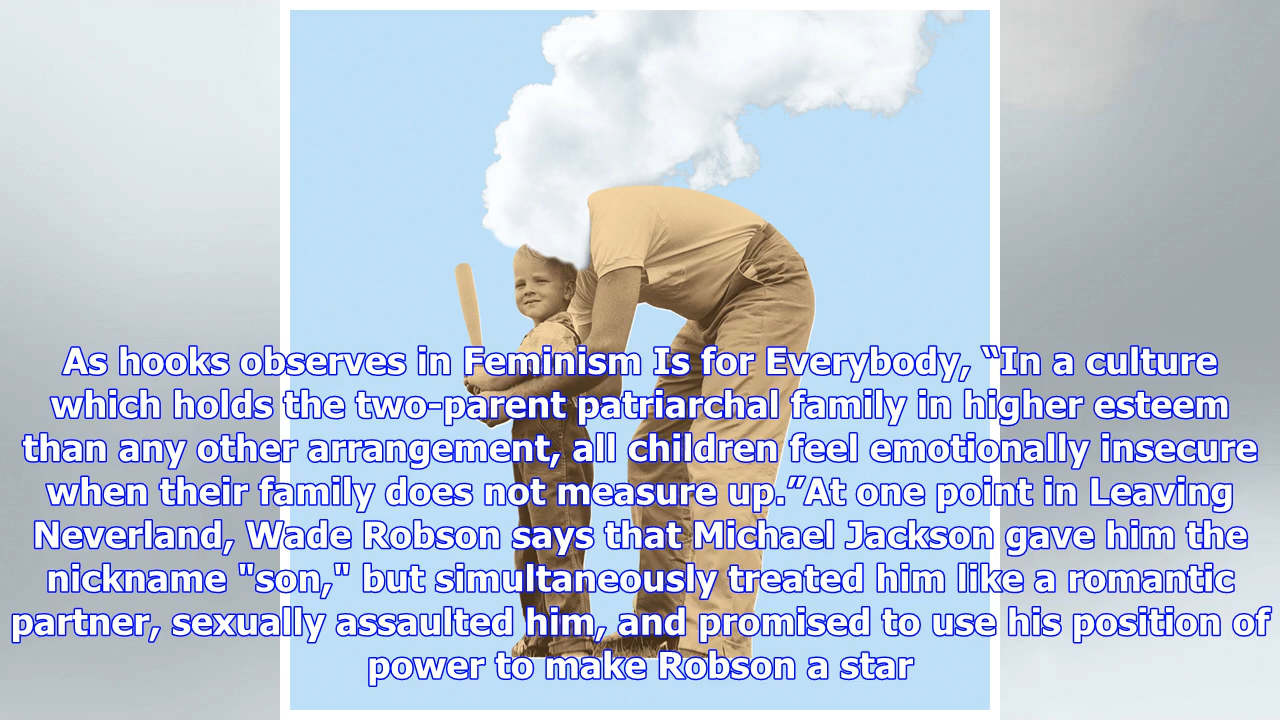 As hooks observes in Feminism Is for Everybody, “In a culture
which holds the two-parent patriarchal family in higher esteem
than any other arrangement, all children feel emotionally insecure
when their family does not measure up.”At one point in Leaving
Neverland, Wade Robson says that Michael Jackson gave him the
nickname "son," but simultaneously treated him like a romantic
partner, sexually assaulted him, and promised to use his position of
power to make Robson a star